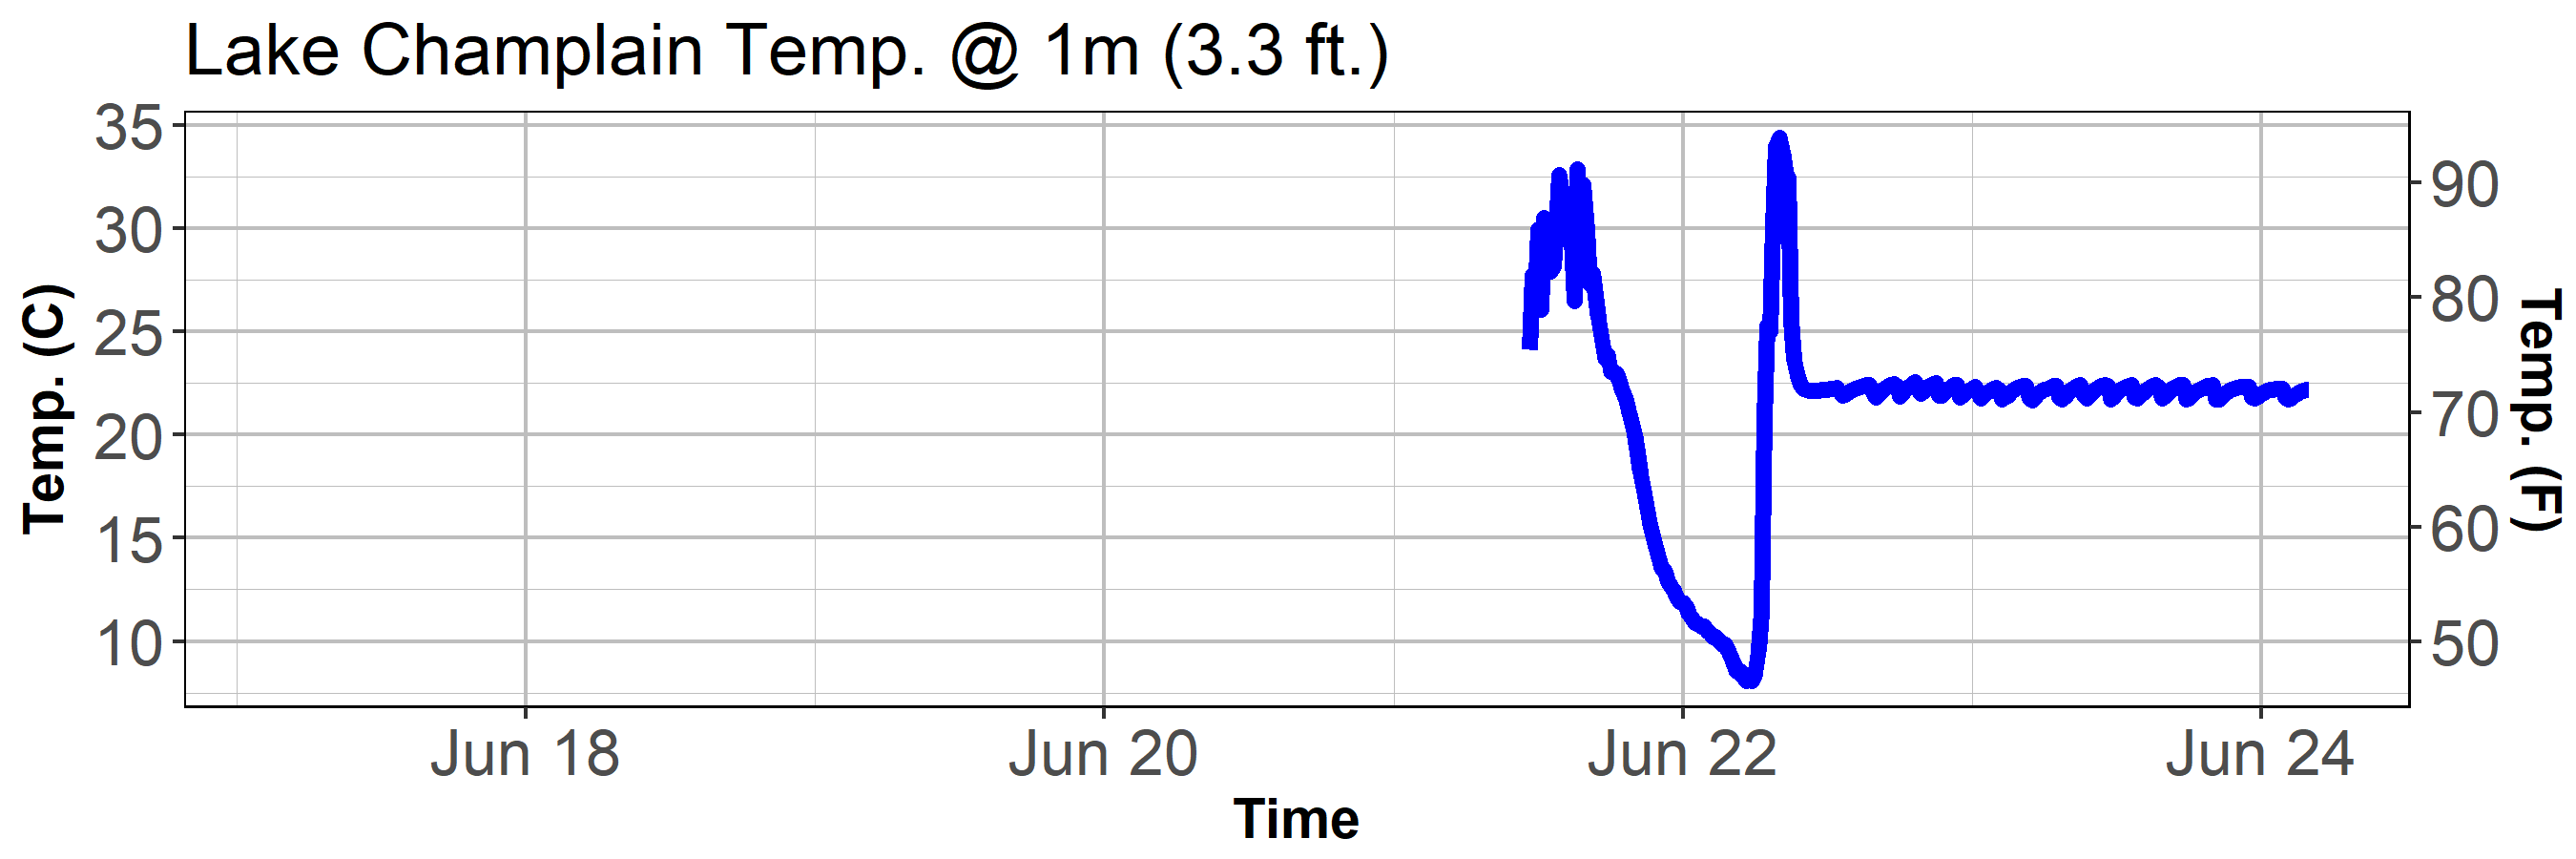 Lake Champlain Temp. @ 1m (3.3 ft.)
35
30
25
20
15
10
Temp. (C)
90
80
70
60
50
Temp. (F)
Jun 18
Jun 20
Jun 22
Jun 24
Time